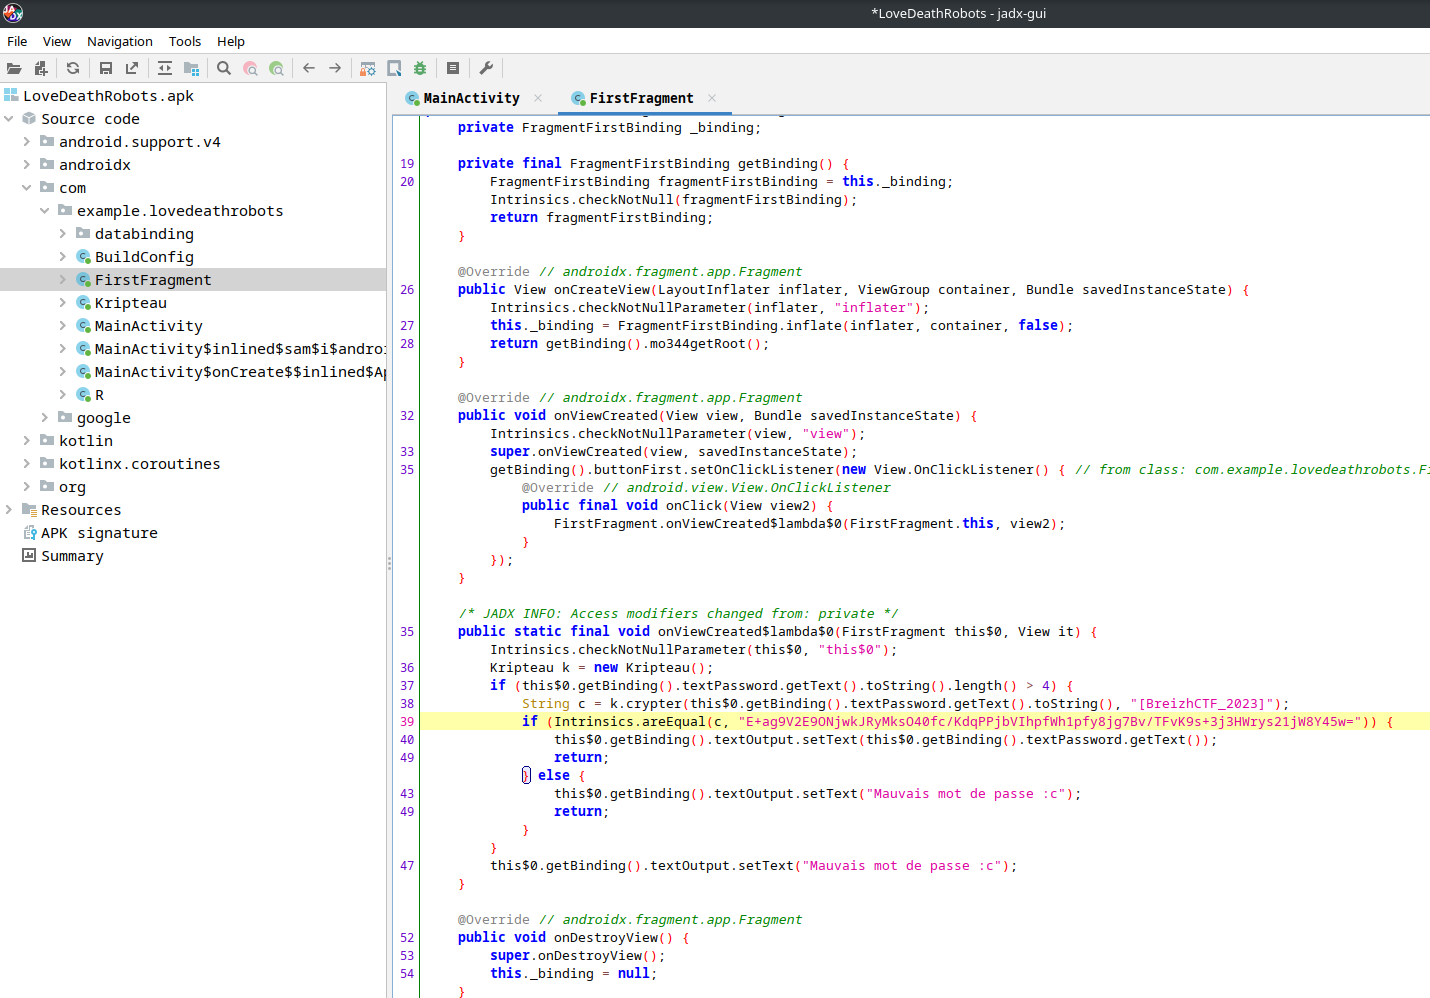 *LoveDeathRobots - jadx-gui
File View Navigation Tools Help
LoveDeathRobots.apk
Source code
android.support.v4
androidx
com
example.lovedeathrobots
databinding
BuildConfig
FirstFragment
Kripteau
MainActivity
MainActivity$inlined$sam$i$androi
MainActivity$onCreate$$inlined$Ap
R
google
kotlin
kotlinx.coroutines
org
Resources
APK signature
Summary
MainActivity FirstFragment
private FragmentFirstBinding _binding;
19 private final FragmentFirstBinding getBinding() {
20 FragmentFirstBinding fragmentFirstBinding = this._binding;
Intrinsics.checkNotNull(fragmentFirstBinding);
return fragmentFirstBinding;
}
@Override // androidx.fragment.app.Fragment
26 public View onCreateView(LayoutInflater inflater, ViewGroup container, Bundle savedInstanceState) {
Intrinsics.checkNotNullParameter(inflater, "inflater");
27 this._binding = FragmentFirstBinding.inflate(inflater, container, false);
28 return getBinding().mo344getRoot();
}
@Override // androidx.fragment.app.Fragment
32 public void onViewCreated(View view, Bundle savedInstanceState) {
Intrinsics.checkNotNullParameter(view, "view");
33 super.onViewCreated(view, savedInstanceState);
35 getBinding().buttonFirst.setOnClickListener(new View.OnClickListener() { // from class: com.example.lovedeathrobots.Fi
@Override // android.view.View.OnClickListener
public final void onClick(View view2) {
FirstFragment.onViewCreated$lambda$0(FirstFragment.this, view2);
}
});
}
/* JADX INFO: Access modifiers changed from: private */
35 public static final void onViewCreated$lambda$0(FirstFragment this$0, View it) {
Intrinsics.checkNotNullParameter(this$0, "this$0");
36 Kripteau k = new Kripteau();
37 if (this$0.getBinding().textPassword.getText().toString().length() > 4) {
38 String c = k.crypter(this$0.getBinding().textPassword.getText().toString(), "[BreizhCTF_2023]");
39 if (Intrinsics.areEqual(c, "E+ag9V2E9ONjwkJRyMksO40fc/KdqPPjbVIhpfWh1pfy8jg7Bv/TFvK9s+3j3HWrys21jW8Y45w=")) {
40 this$0.getBinding().textOutput.setText(this$0.getBinding().textPassword.getText());
49 return;
} else {
43 this$0.getBinding().textOutput.setText("Mauvais mot de passe :c");
49 return;
}
}
47 this$0.getBinding().textOutput.setText("Mauvais mot de passe :c");
}
@Override // androidx.fragment.app.Fragment
52 public void onDestroyView() {
53 super.onDestroyView();
54 this._binding = null;
}